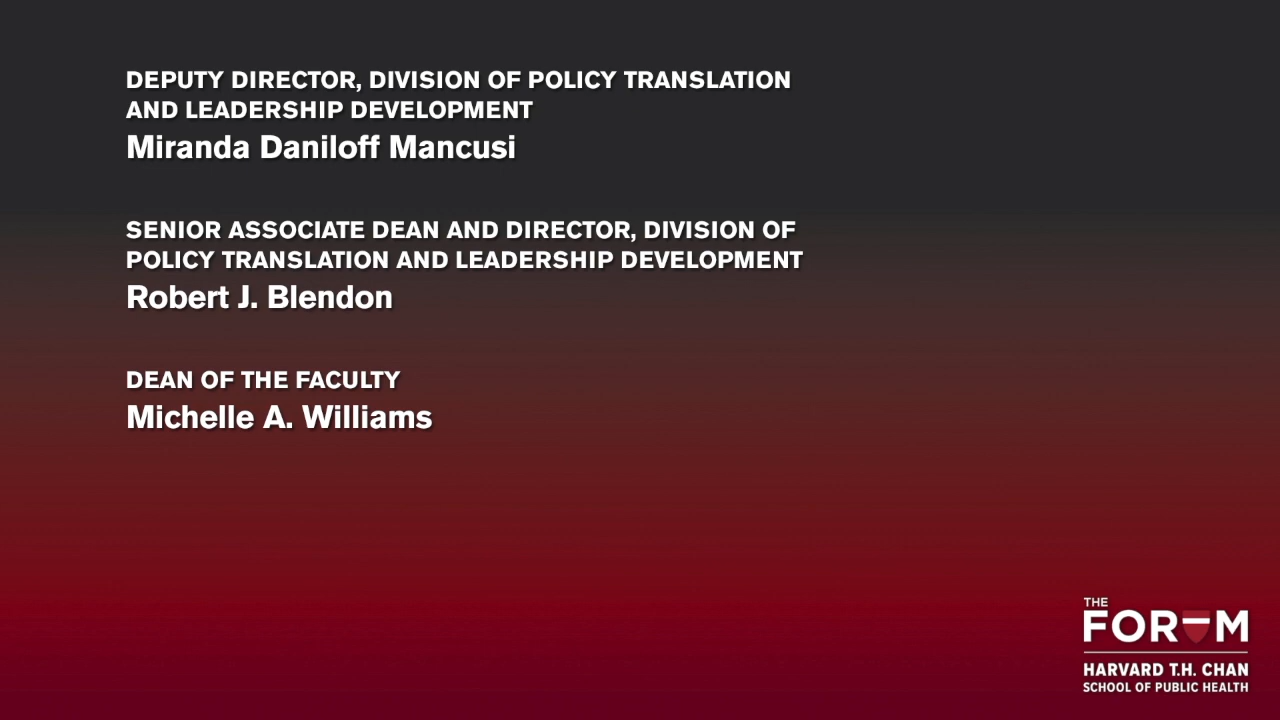 DEPUTY DIRECTOR, DIVISION OF POLICY TRANSLATION
AND LEADERSHIP DEVELOPMENT
Miranda Daniloff Mancusi
SENIOR ASSOCIATE DEAN AND DIRECTOR, DIVISION OF
POLICY TRANSLATION AND LEADERSHIP DEVELOPMENT
Robert J. Blendon
DEAN OF THE FACULTY
Michelle A. Williams
THE
FORUM
HARVARD T.H. CHAN
SCHOOL OF PUBLIC HEALTH